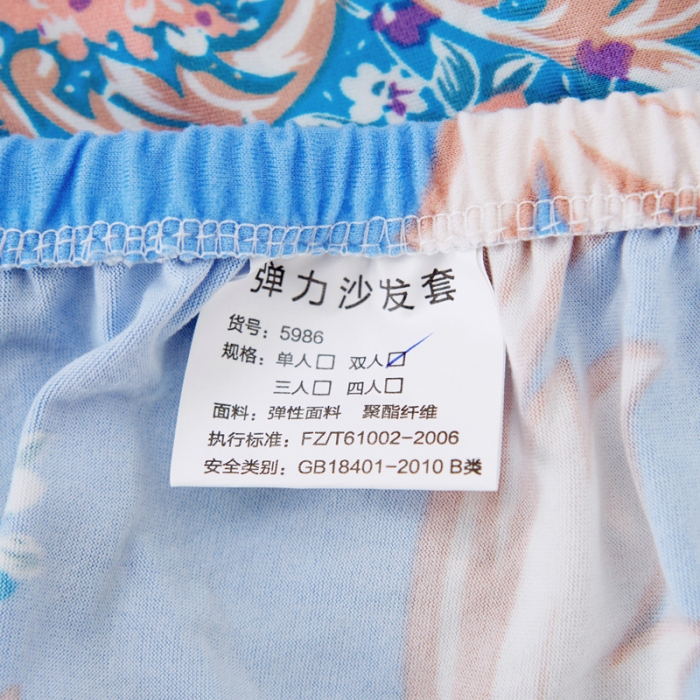 弹力沙发套
货号：5986
规格：单人□ 双人□
三人□ 四人□
面料：弹性面料 聚酯纤维
执行标准：FZ/T61002-2006
安全类别：GB18401-2010 B类